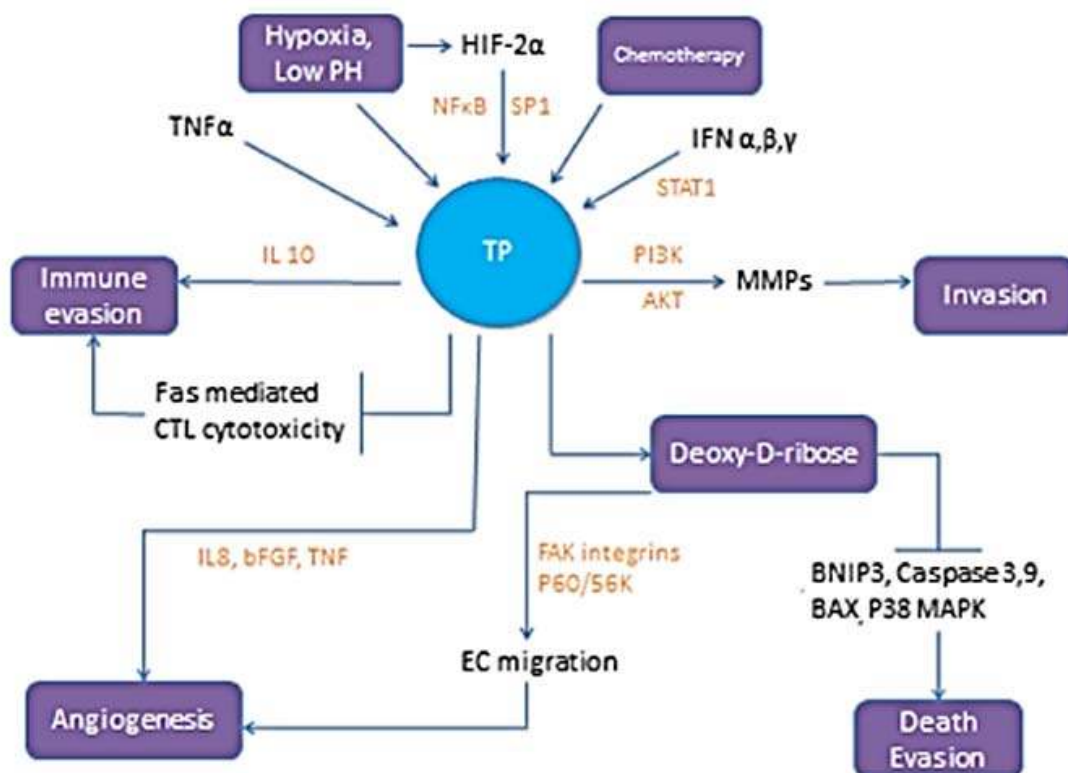 Hypoxia,
Low PH
HIF-2α
Chemotherapy
NFκB
SP1
TNFα
IFN α,β,γ
STAT1
TP
IL 10
PI3K
AKT
MMPs
Immune
evasion
Invasion
Fas mediated
CTL cytotoxicity
Deoxy-D-ribose
IL8, bFGF, TNF
FAK integrins
P60/56K
BNIP3, Caspase 3,9,
BAX, P38 MAPK
EC migration
Angiogenesis
Death
Evasion